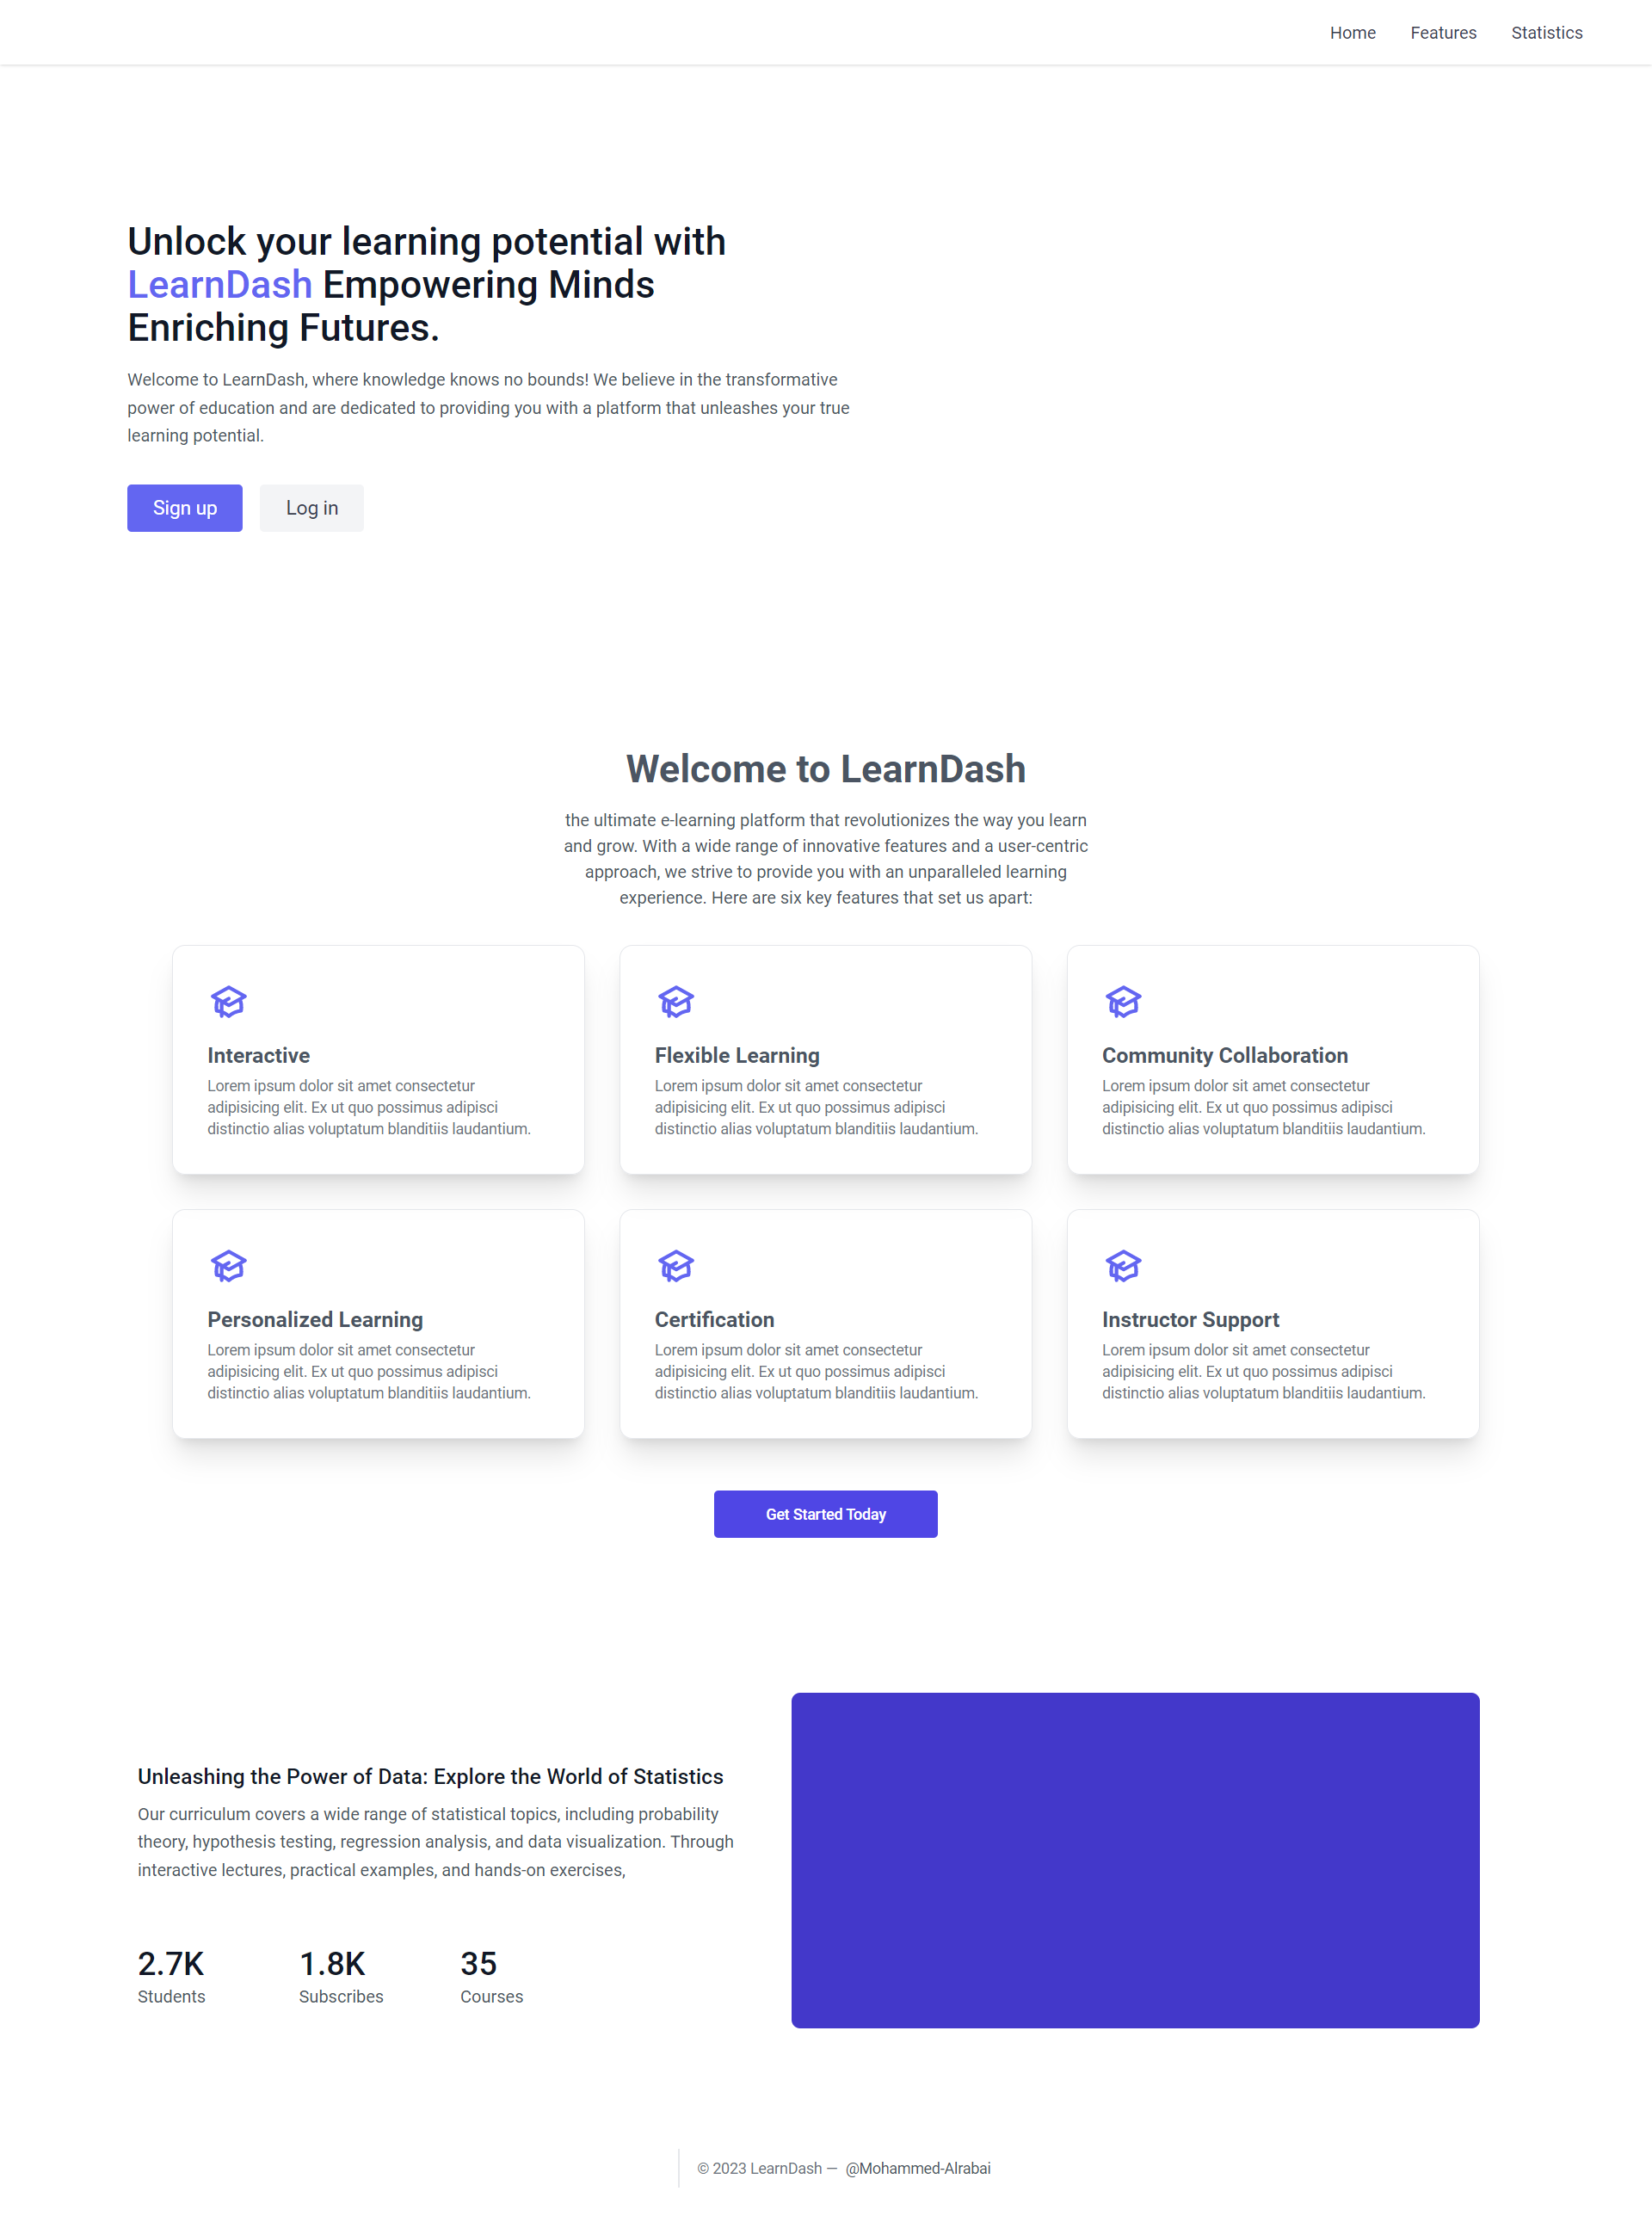 Home Features Statistics
Unlock your learning potential with
LearnDash Empowering Minds
Enriching Futures.
Welcome to LearnDash, where knowledge knows no bounds! We believe in the transformative
power of education and are dedicated to providing you with a platform that unleashes your true
learning potential.
Sign up Log in
Welcome to LearnDash
the ultimate e-learning platform that revolutionizes the way you learn
and grow. With a wide range of innovative features and a user-centric
approach, we strive to provide you with an unparalleled learning
experience. Here are six key features that set us apart:
Interactive
Lorem ipsum dolor sit amet consectetur
adipisicing elit. Ex ut quo possimus adipisci
distinctio alias voluptatum blanditiis laudantium.
Flexible Learning
Lorem ipsum dolor sit amet consectetur
adipisicing elit. Ex ut quo possimus adipisci
distinctio alias voluptatum blanditiis laudantium.
Community Collaboration
Lorem ipsum dolor sit amet consectetur
adipisicing elit. Ex ut quo possimus adipisci
distinctio alias voluptatum blanditiis laudantium.
Personalized Learning
Lorem ipsum dolor sit amet consectetur
adipisicing elit. Ex ut quo possimus adipisci
distinctio alias voluptatum blanditiis laudantium.
Certification
Lorem ipsum dolor sit amet consectetur
adipisicing elit. Ex ut quo possimus adipisci
distinctio alias voluptatum blanditiis laudantium.
Instructor Support
Lorem ipsum dolor sit amet consectetur
adipisicing elit. Ex ut quo possimus adipisci
distinctio alias voluptatum blanditiis laudantium.
Get Started Today
Unleashing the Power of Data: Explore the World of Statistics
Our curriculum covers a wide range of statistical topics, including probability
theory, hypothesis testing, regression analysis, and data visualization. Through
interactive lectures, practical examples, and hands-on exercises,
2.7K 1.8K 35
Students Subscribes Courses
© 2023 LearnDash — @Mohammed-Alrabai